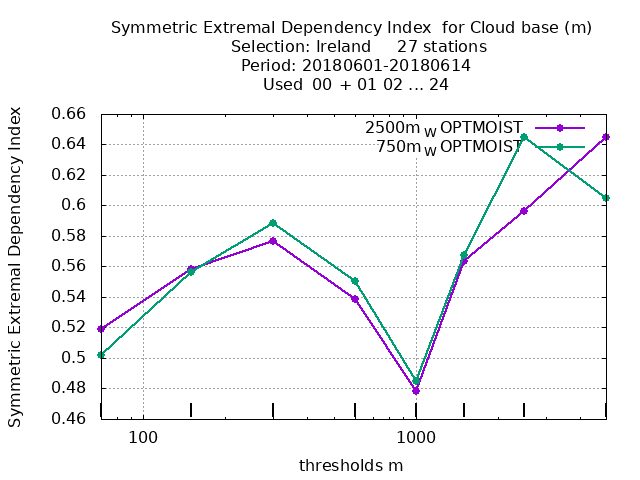 Symmetric Extremal Dependency Index  for Cloud base (m)
Selection: Ireland     27 stations
Period: 20180601-20180614
Used  00  + 01 02 ... 24
Symmetric Extremal Dependency Index
0.66
0.64
0.62
0.6
0.58
0.56
0.54
0.52
0.5
0.48
0.46
2500m W OPTMOIST
750m W OPTMOIST
100
1000
thresholds m